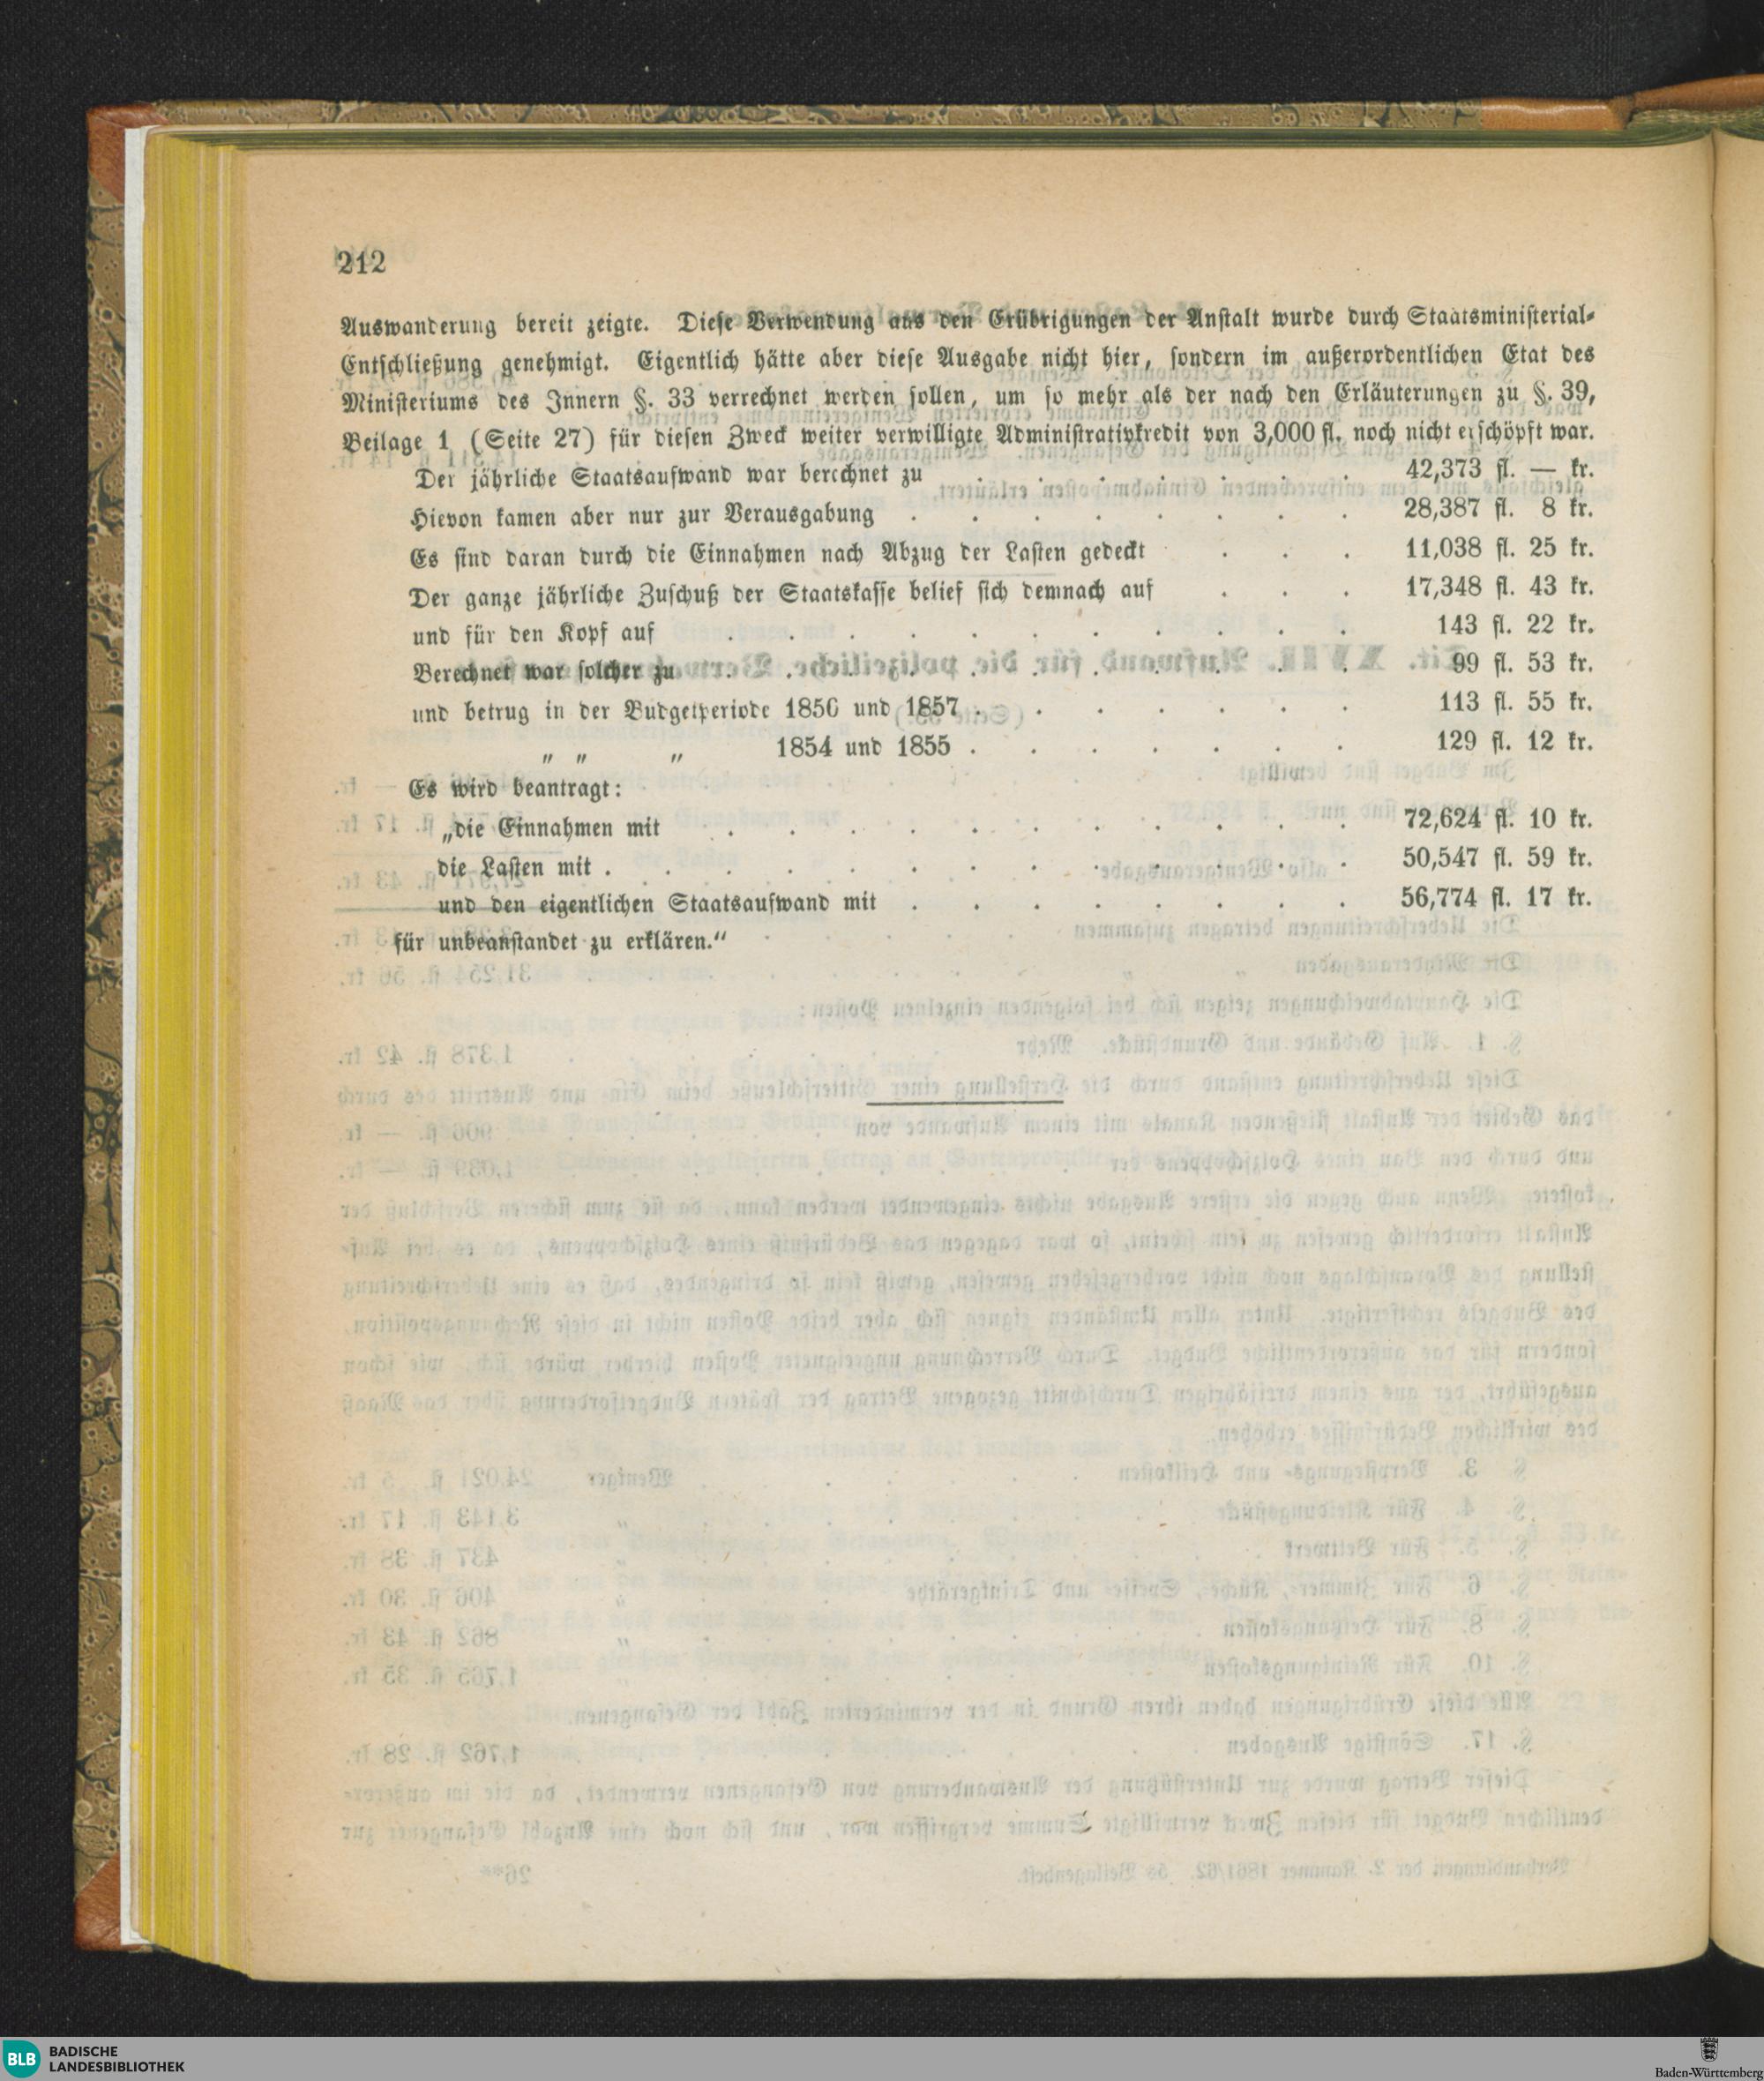 212
Auswanderung bereit zeigte. Diese Verwendung aus den Erübrigungen der Anstalt wurde durch Staatsministerial-
Entschließung genehmigt. Eigentlich hätte aber diese Ausgabe nicht hier, sondern im außerordentlichen Etat des
Ministeriums des Innern §. 33 verrechnet werden sollen, um so mehr als der nach den Erläuterungen zu §. 39,
Beilage 1 (Seite 27) für diesen Zweck weiter verwilligte Administrativkredit von 3,000 fl. noch nicht erschöpft war.
Der jährliche Staatsaufwand war berechnet zu . . . . . . . 42,373 fl. — kr.
Hievon kamen aber nur zur Verausgabung . . . . . . . . 28,387 fl. 8 kr.
Es sind daran durch die Einnahmen nach Abzug der Lasten gedeckt . . . 11,038 fl. 25 kr.
Der ganze jährliche Zuschuß der Staatskasse belief sich demnach auf . . . 17,348 fl. 43 kr.
und für den Kopf auf . . . . . . . . . . . 143 fl. 22 kr.
Berechnet war solcher zu . . . . . . . . . . . 99 fl. 53 kr.
und betrug in der Budgetperiode 1856 und 1857 . . . . . . . 113 fl. 55 kr.
„ „ „ 1854 und 1855 . . . . . . . 129 fl. 12 kr.
Es wird beantragt:
„die Einnahmen mit . . . . . . . . . . . 72,624 fl. 10 kr.
die Lasten mit . . . . . . . . . . . . . 50,547 fl. 59 kr.
und den eigentlichen Staatsaufwand mit . . . . . . . . 56,774 fl. 17 kr.
für unbeanstandet zu erklären.“
BLB BADISCHE
LANDESBIBLIOTHEK
Baden-Württemberg